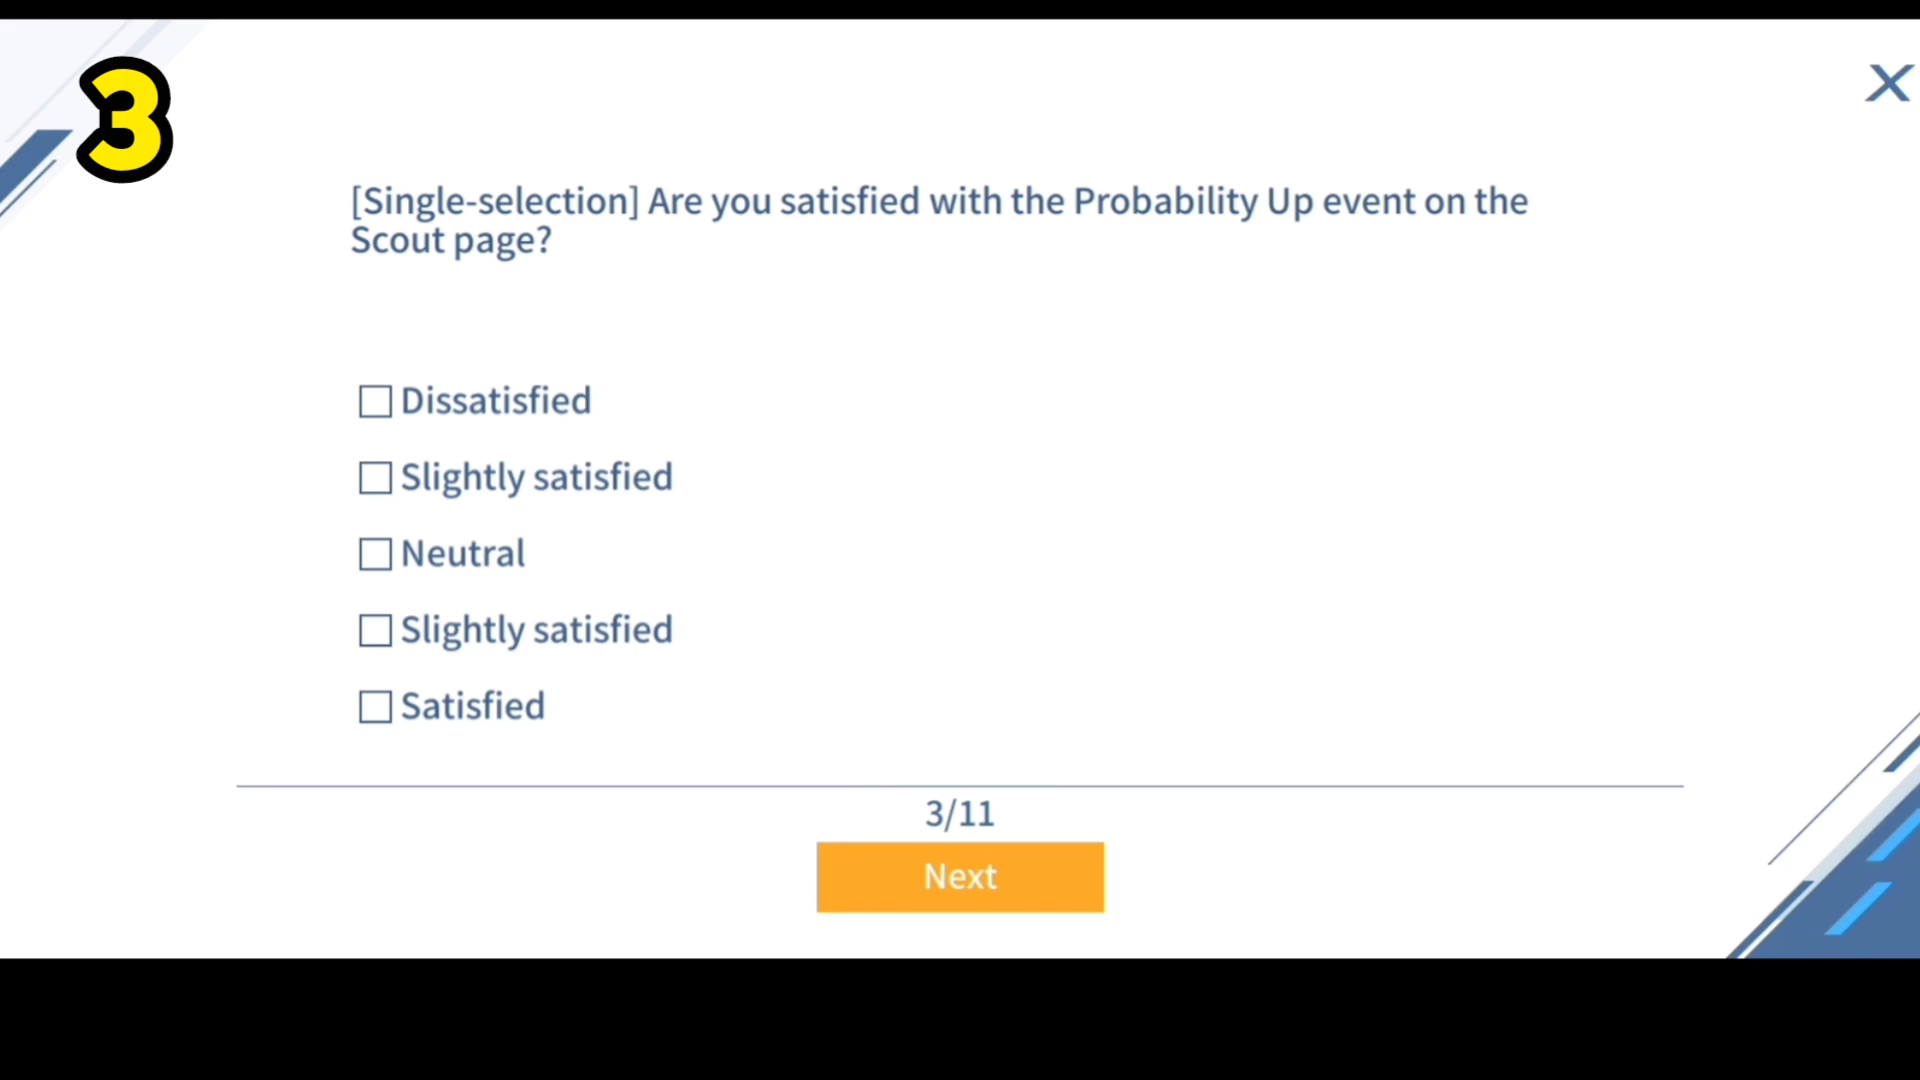 3
[Single-selection] Are you satisfied with the Probability Up event on the
Scout page?
Dissatisfied
Slightly satisfied
Neutral
Slightly satisfied
Satisfied
3/11
Next